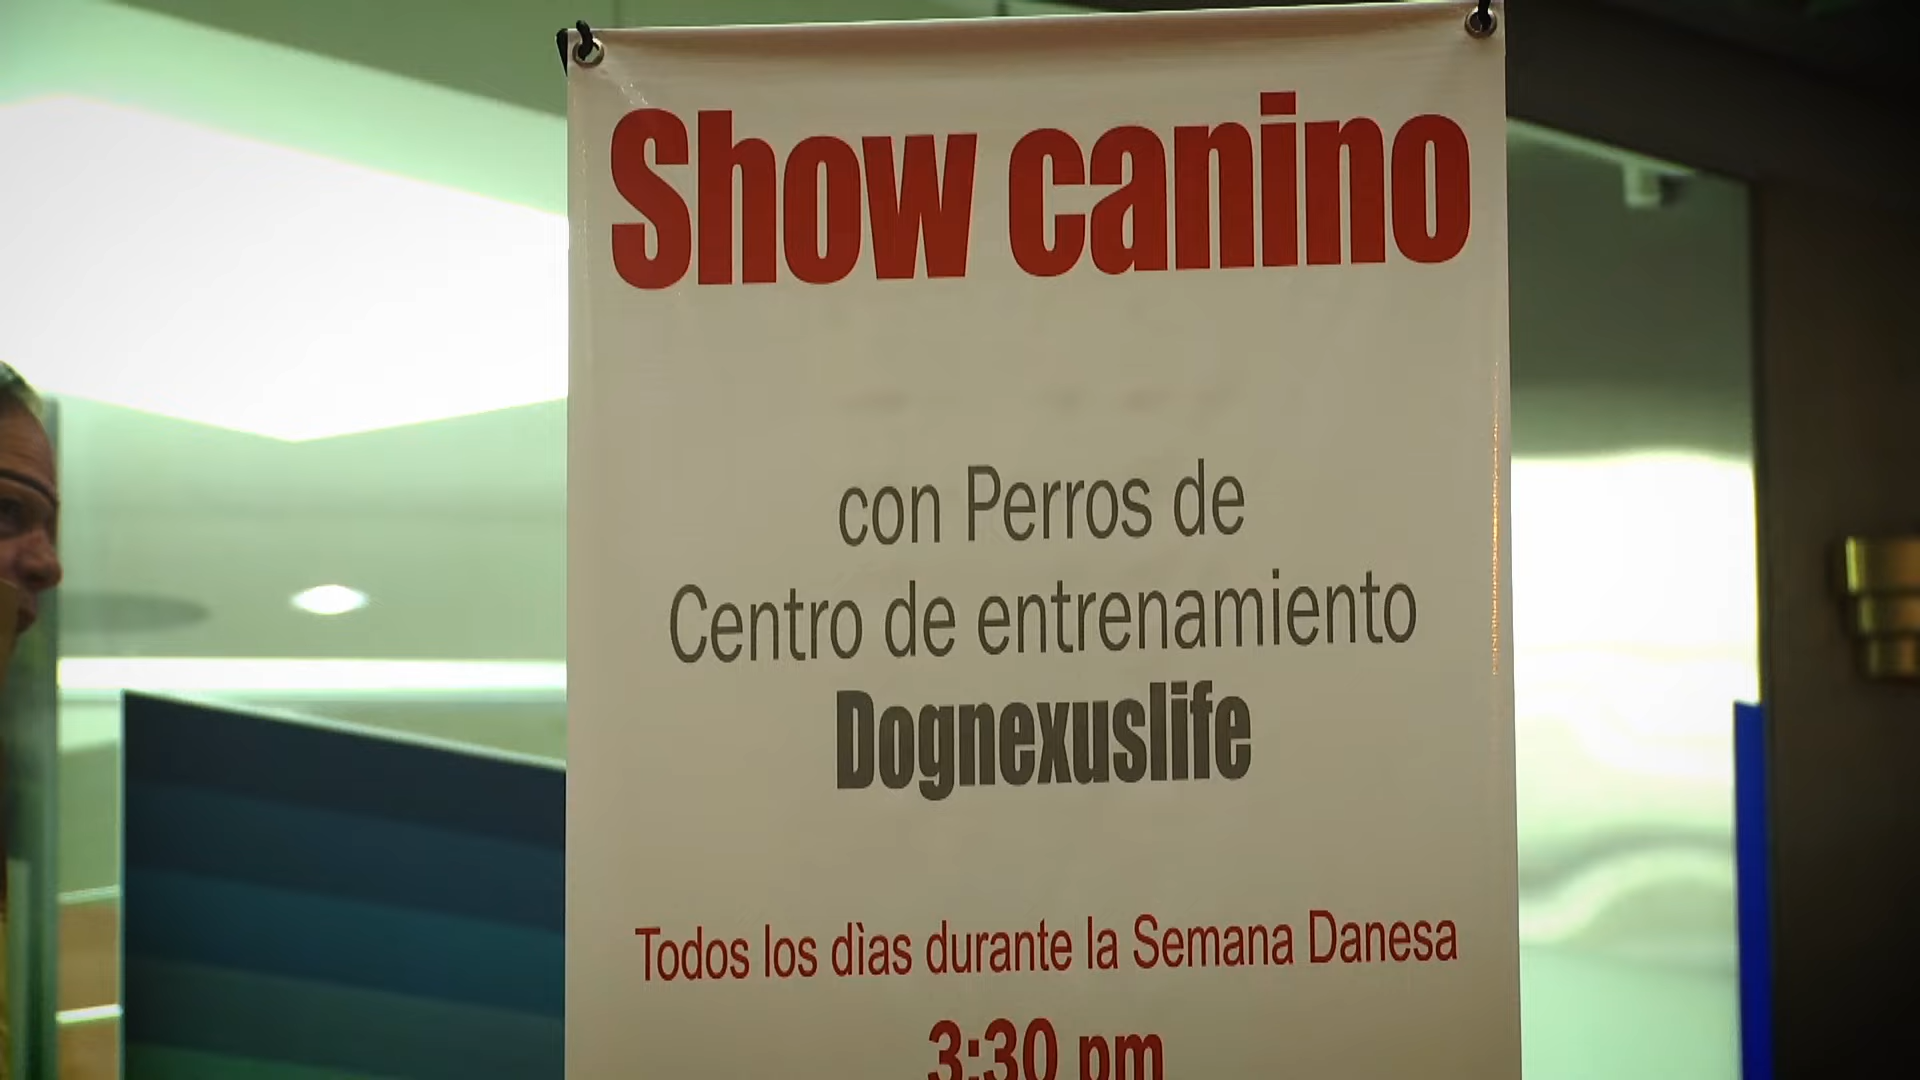 Show canino
con Perros de
Centro de entrenamiento
Dognexuslife
Todos los dìas durante la Semana Danesa
3:30 pm